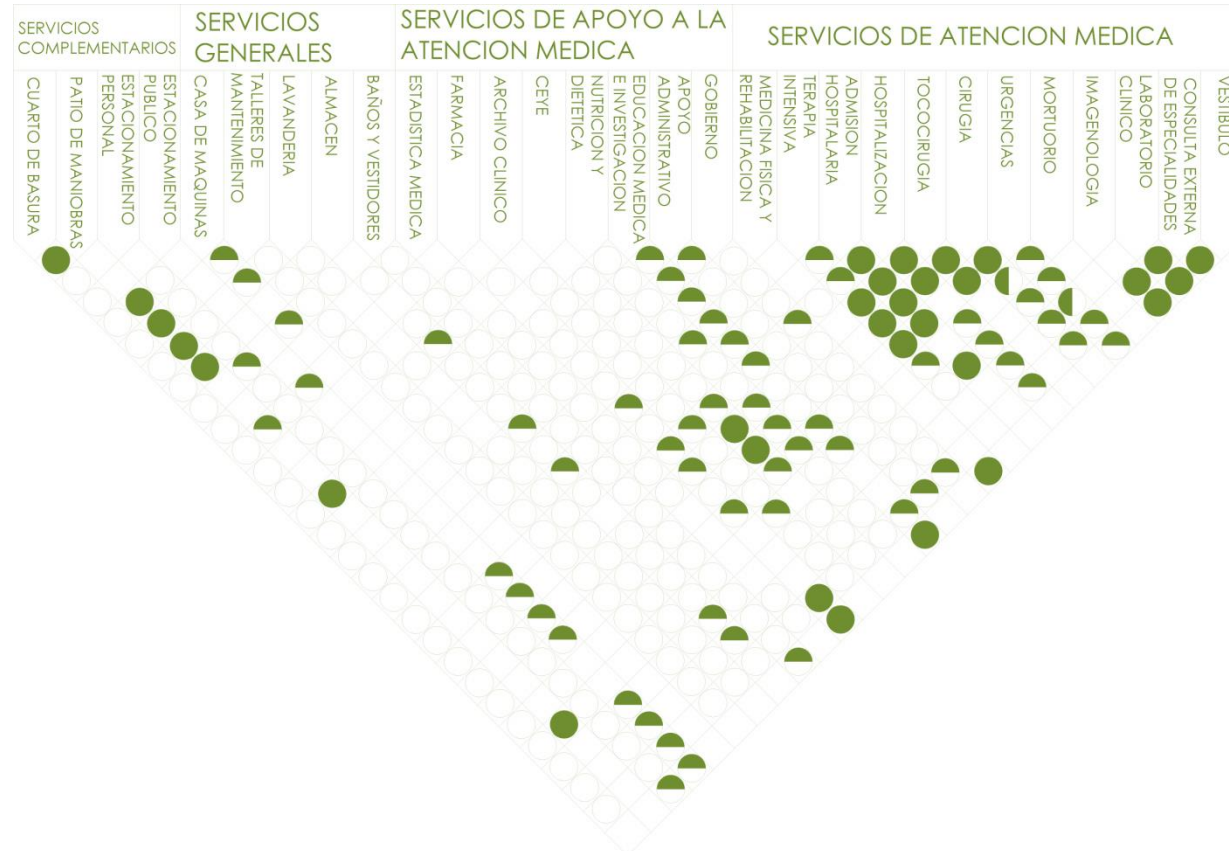 SERVICIOS
COMPLEMENTARIOS
SERVICIOS
GENERALES
SERVICIOS DE APOYO A LA
ATENCION MEDICA
SERVICIOS DE ATENCION MEDICA
CUARTO DE BASURA
PATIO DE MANIOBRAS
ESTACIONAMIENTO
PERSONAL
ESTACIONAMIENTO
PUBLICO
CASA DE MAQUINAS
TALLERES DE
MANTENIMIENTO
LAVANDERIA
ALMACEN
BAÑOS Y VESTIDORES
ESTADISTICA MEDICA
FARMACIA
ARCHIVO CLINICO
CEYE
NUTRICION Y
DIETETICA
EDUCACION MEDICA
E INVESTIGACION
APOYO
ADMINISTRATIVO
GOBIERNO
MEDICINA FISICA Y
REHABILITACION
TERAPIA
INTENSIVA
ADMISION
HOSPITALARIA
HOSPITALIZACION
TOCOCIRUGIA
CIRUGIA
URGENCIAS
MORTUORIO
IMAGENOLOGIA
LABORATORIO
CLINICO
CONSULTA EXTERNA
DE ESPECIALIDADES
VESTIBULO